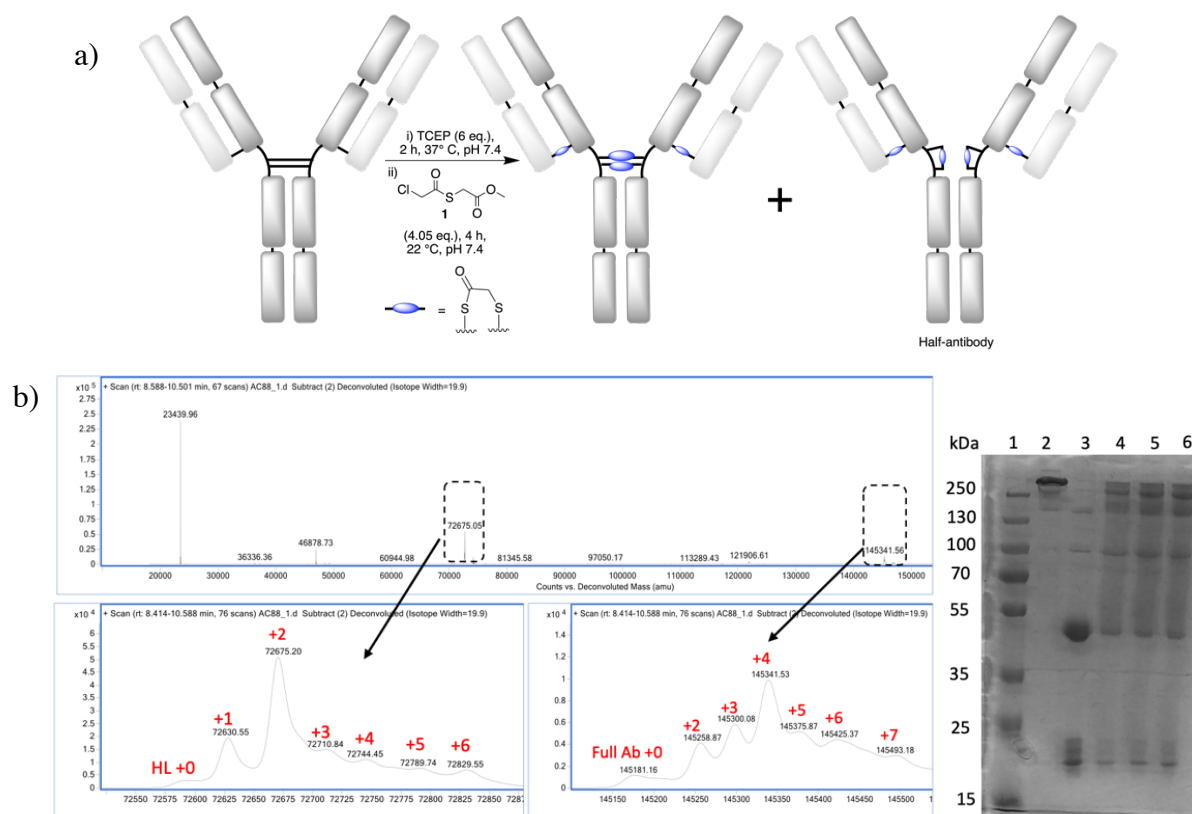 a)
i) TCEP (6 eq.),
2 h, 37° C, pH 7.4
ii)
O
Cl
S
O
O
1
(4.05 eq.), 4 h,
22 °C, pH 7.4
=
O
S
S
+
Half-antibody
b)
x10 5
+ Scan (rt: 8.588-10.501 min, 67 scans) AC88_1.d Subtract (2) Deconvoluted (Isotope Width=19.9)
3
2.75
2.5
2.25
2
1.75
1.5
1.25
1
0.75
0.5
0.25
0
23439.96
36336.36
46878.73
60944.98
72675.05
81345.58
97050.17
113289.43
121906.61
145341.56
20000 30000 40000 50000 60000 70000 80000 90000 100000 110000 120000 130000 140000 150000
Counts vs. Deconvoluted Mass (amu)
x10 4
+ Scan (rt: 8.414-10.588 min, 76 scans) AC88_1.d Subtract (2) Deconvoluted (Isotope Width=19.9)
6
5.5
5
4.5
4
3.5
3
2.5
2
1.5
1
0.5
0
HL +0
+1
72630.55
+2
72675.20
+3
72710.84
+4
72744.45
+5
72789.74
+6
72829.55
72550 72575 72600 72625 72650 72675 72700 72725 72750 72775 72800 72825 72850
x10 4
+ Scan (rt: 8.414-10.588 min, 76 scans) AC88_1.d Subtract (2) Deconvoluted (Isotope Width=19.9)
1.4
1.2
1
0.8
0.6
0.4
0.2
0
Full Ab +0
145181.16
+2
145258.87
+3
145300.08
+4
145341.53
+5
145375.87
+6
145425.37
+7
145493.18
145150 145200 145250 145300 145350 145400 145450 145500
kDa 1 2 3 4 5 6
250
130
100
70
55
35
25
15